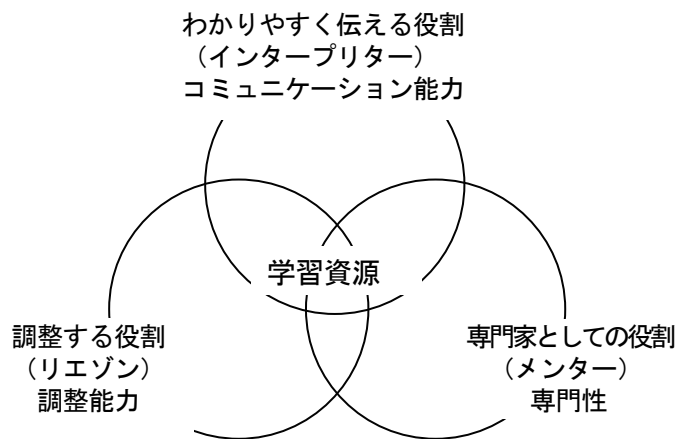 わかりやすく伝える役割
（インタープリター）
コミュニケーション能力
学習資源
調整する役割
（リエゾン）
調整能力
専門家としての役割
（メンター）
専門性